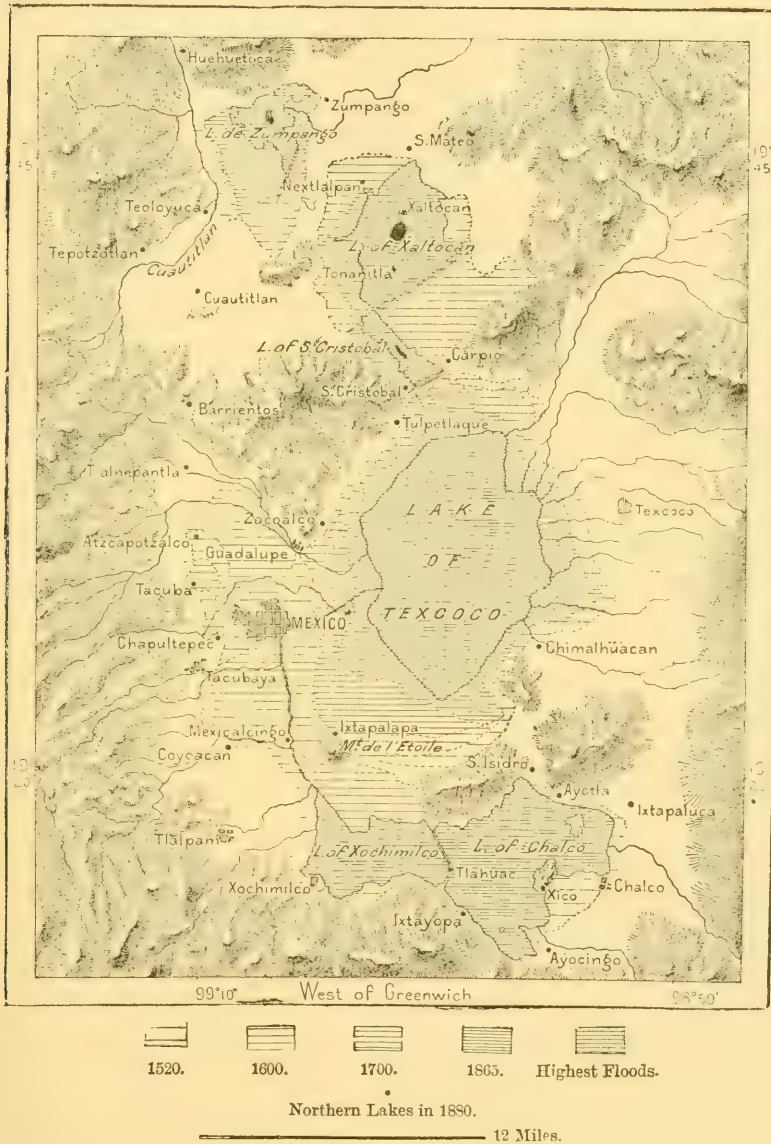 Huehuetoca
Zumpango
L. de Zumpango
S. Mateo
19°
45
Nextlalpan
Xaltocan
Teoloyuca
L. of Xaltocan
Tepotzotlan
Cuautitlan
Tonanitla
Cuautitlan
L. of S. Cristobal
Carpio
S. Cristobal
Barrientos
Tulpetlaque
Tlalnepantla
LAKE
OF
TEXCOCO
Texcoco
Zocoalco
Atzcapotzalco
Guadalupe
Tacuba
MEXICO
Chapultepec
Chimalhuacan
Tacubaya
Mexicalcingo
Ixtapalapa
Mt. de l'Etoile
Coyoacan
S. Isidro
Ayotla
Ixtapaluca
Tlalpani
L. of Xochimilco
L. of Chalco
Tlahuac
Xochimilco
Xico
Chalco
Ixtayopa
Ayocingo
99°10' West of Greenwich 98°50'
1520. 1600. 1700. 1865. Highest Floods.
Northern Lakes in 1880.
12 Miles.